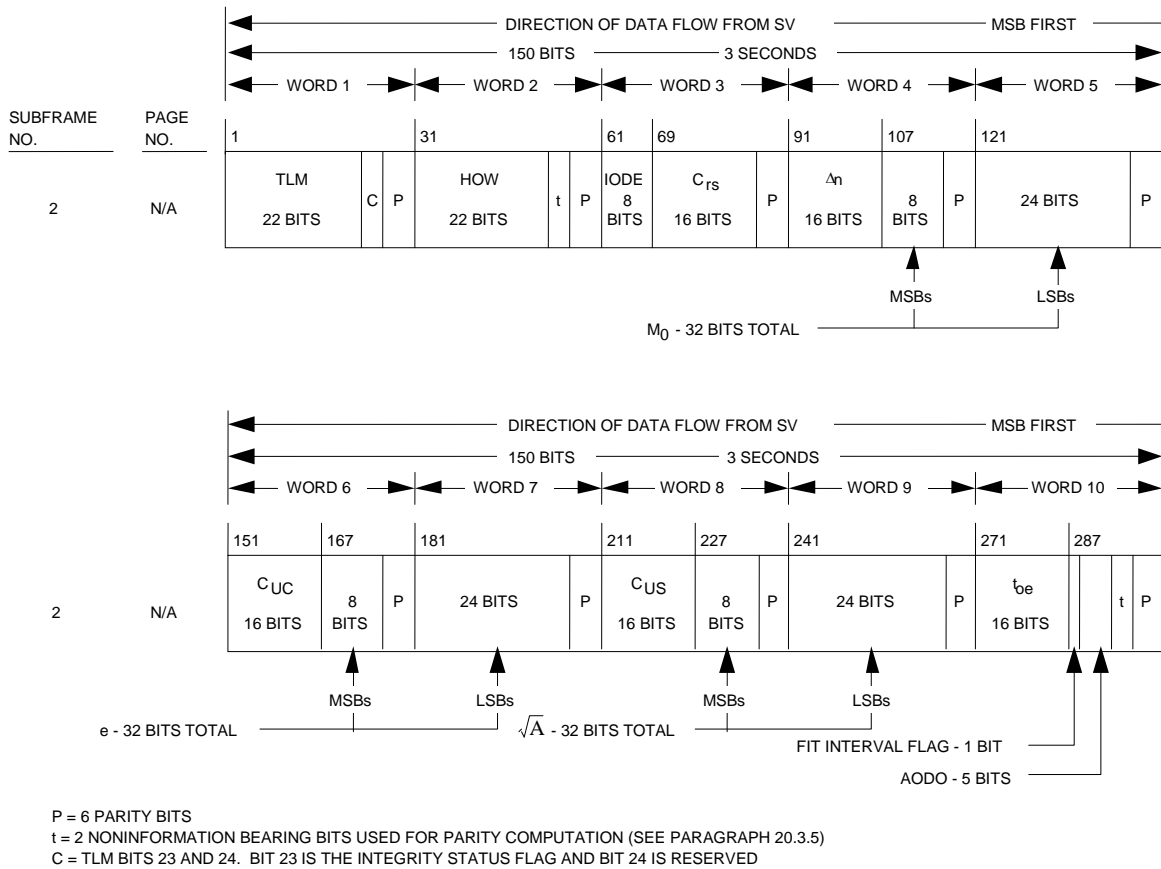 DIRECTION OF DATA FLOW FROM SV MSB FIRST
150 BITS 3 SECONDS
WORD 1 WORD 2 WORD 3 WORD 4 WORD 5
SUBFRAME NO. PAGE NO.
1 31 61 69 91 107 121
2 N/A
TLM 22 BITS C P
HOW 22 BITS t P
IODE 8 BITS
Crs 16 BITS P
Δn 16 BITS
8 BITS P
24 BITS P
MSBs LSBs
M0 - 32 BITS TOTAL
DIRECTION OF DATA FLOW FROM SV MSB FIRST
150 BITS 3 SECONDS
WORD 6 WORD 7 WORD 8 WORD 9 WORD 10
151 167 181 211 227 241 271 287
2 N/A
CUC 16 BITS
8 BITS P
24 BITS P
CUS 16 BITS
8 BITS P
24 BITS P
toe 16 BITS
t P
MSBs LSBs MSBs LSBs
e - 32 BITS TOTAL √A - 32 BITS TOTAL
FIT INTERVAL FLAG - 1 BIT
AODO - 5 BITS
P = 6 PARITY BITS
t = 2 NONINFORMATION BEARING BITS USED FOR PARITY COMPUTATION (SEE PARAGRAPH 20.3.5)
C = TLM BITS 23 AND 24. BIT 23 IS THE INTEGRITY STATUS FLAG AND BIT 24 IS RESERVED